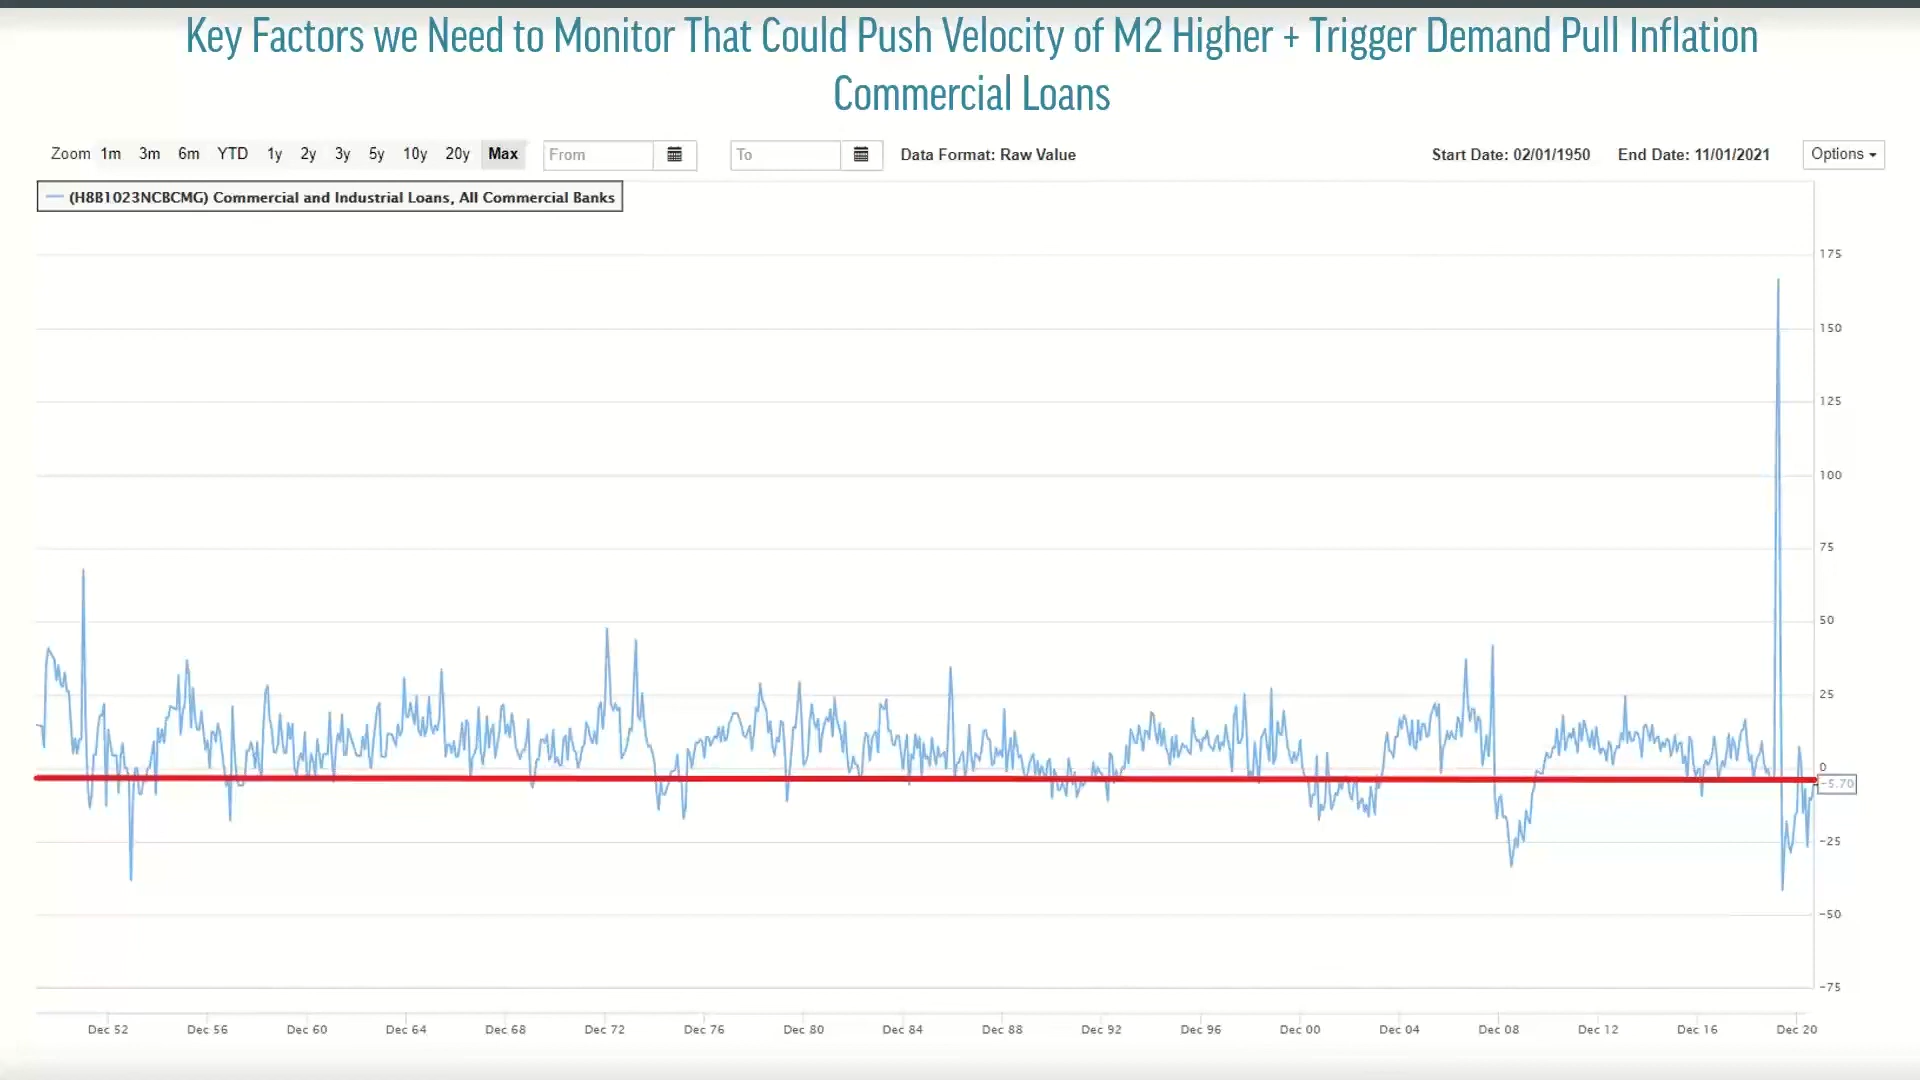 Key Factors we Need to Monitor That Could Push Velocity of M2 Higher + Trigger Demand Pull Inflation
Commercial Loans
Zoom 1m 3m 6m YTD 1y 2y 3y 5y 10y 20y Max From To Data Format: Raw Value Start Date: 02/01/1950 End Date: 11/01/2021 Options
(H8B1023NCBCMG) Commercial and Industrial Loans, All Commercial Banks
175
150
125
100
75
50
25
0
-5.70
-25
-50
-75
Dec 52 Dec 56 Dec 60 Dec 64 Dec 68 Dec 72 Dec 76 Dec 80 Dec 84 Dec 88 Dec 92 Dec 96 Dec 00 Dec 04 Dec 08 Dec 12 Dec 16 Dec 20